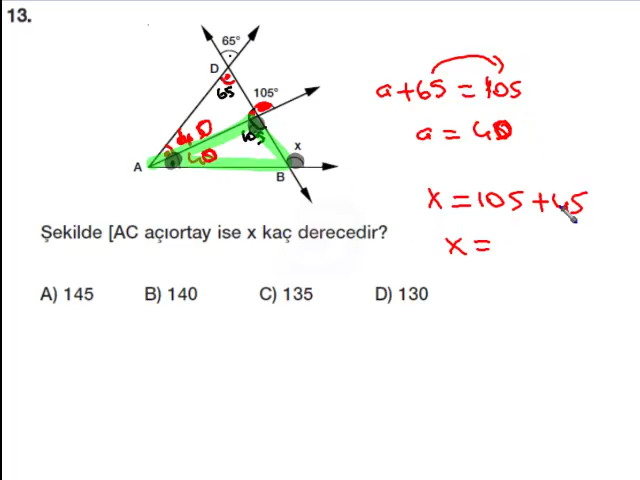 13.
65°
D
65
105°
a+65 = 105
a = 40
40
40
105
x
A
B
x = 105 + 45
x =
Şekilde [AC açıortay ise x kaç derecedir?
A) 145 B) 140 C) 135 D) 130